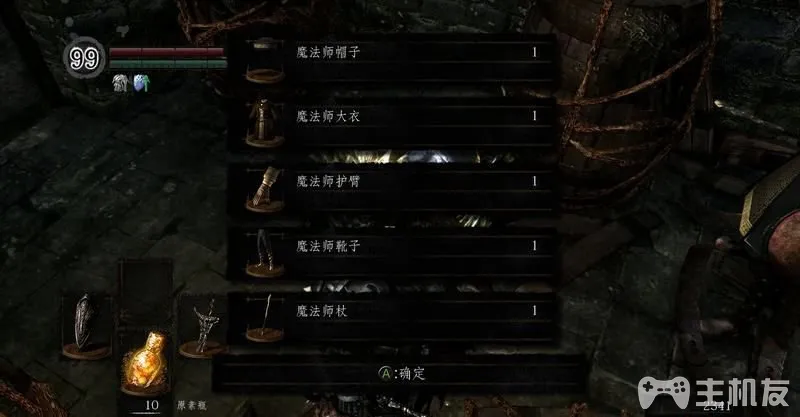 99
魔法师帽子 1
魔法师大衣 1
魔法师护臂 1
魔法师靴子 1
魔法师杖 1
Ⓐ:确定
10 原素瓶
2341
主机友